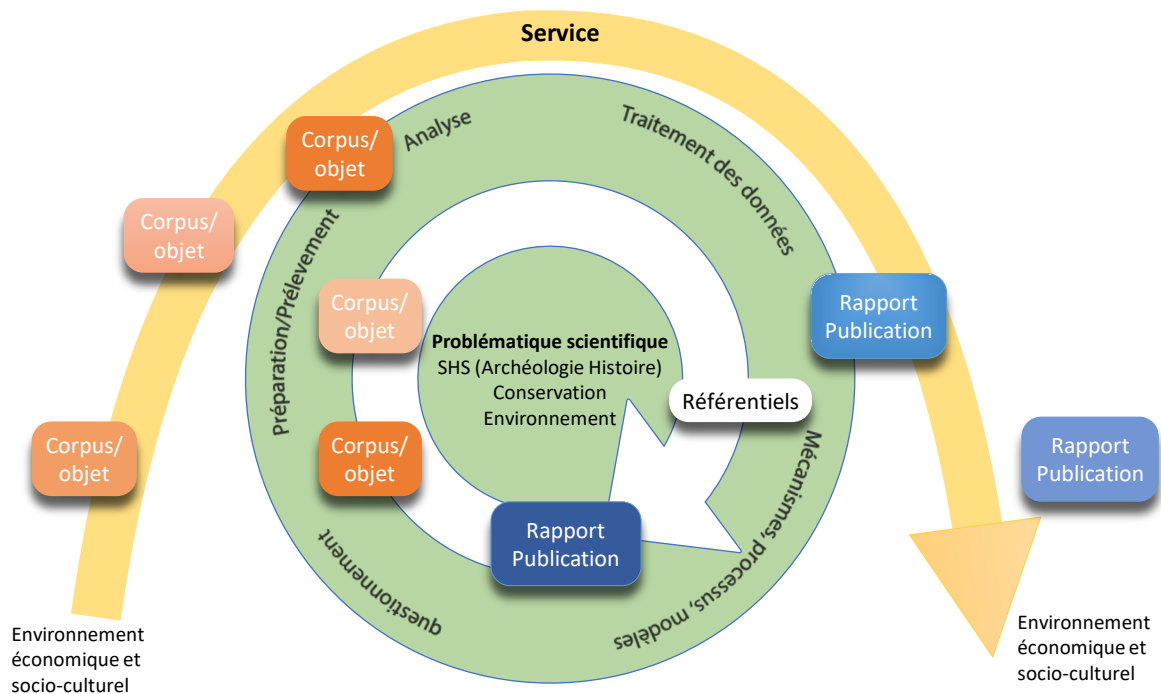 Service
Analyse
Traitement des données
Corpus/
objet
Corpus/
objet
Préparation/Prélevement
Corpus/
objet
Rapport
Publication
Problématique scientifique
SHS (Archéologie Histoire)
Conservation
Environnement
Référentiels
Corpus/
objet
Corpus/
objet
Rapport
Publication
Rapport
Publication
questionnement
Mécanismes, processus, modèles
Environnement
économique et
socio-culturel
Environnement
économique et
socio-culturel